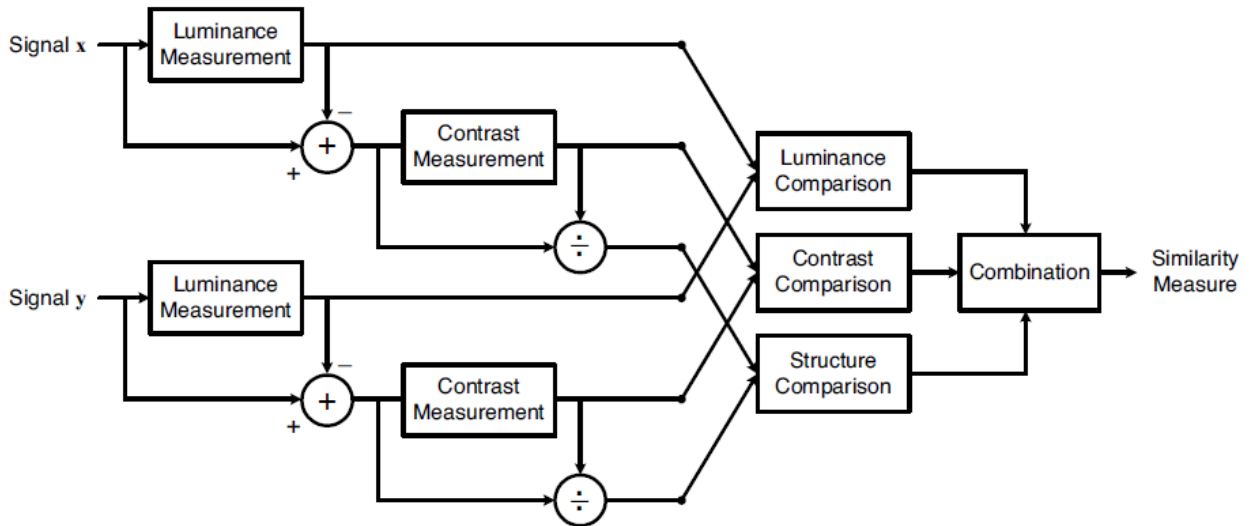 Signal x
Luminance
Measurement
−
+
+
Contrast
Measurement
÷
Signal y
Luminance
Measurement
−
+
+
Contrast
Measurement
÷
Luminance
Comparison
Contrast
Comparison
Structure
Comparison
Combination
Similarity
Measure